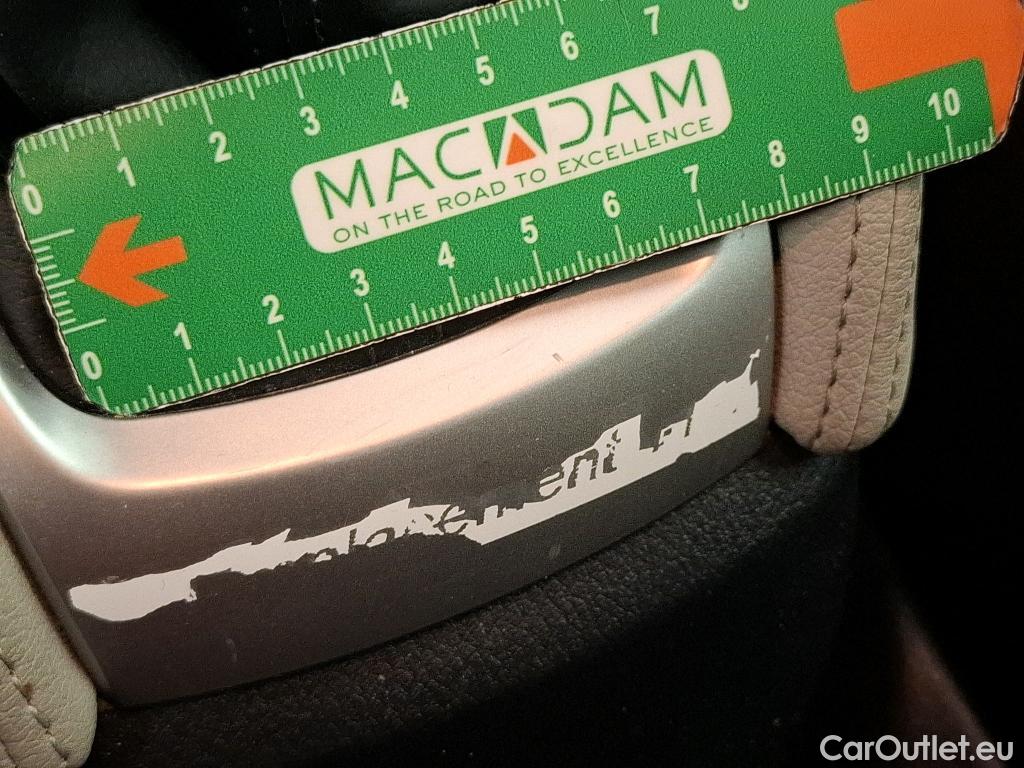 0 1 2 3 4 5 6 7 8
MACADAM
ON THE ROAD TO EXCELLENCE
0 1 2 3 4 5 6 7 8 9 10
CarOutlet.eu